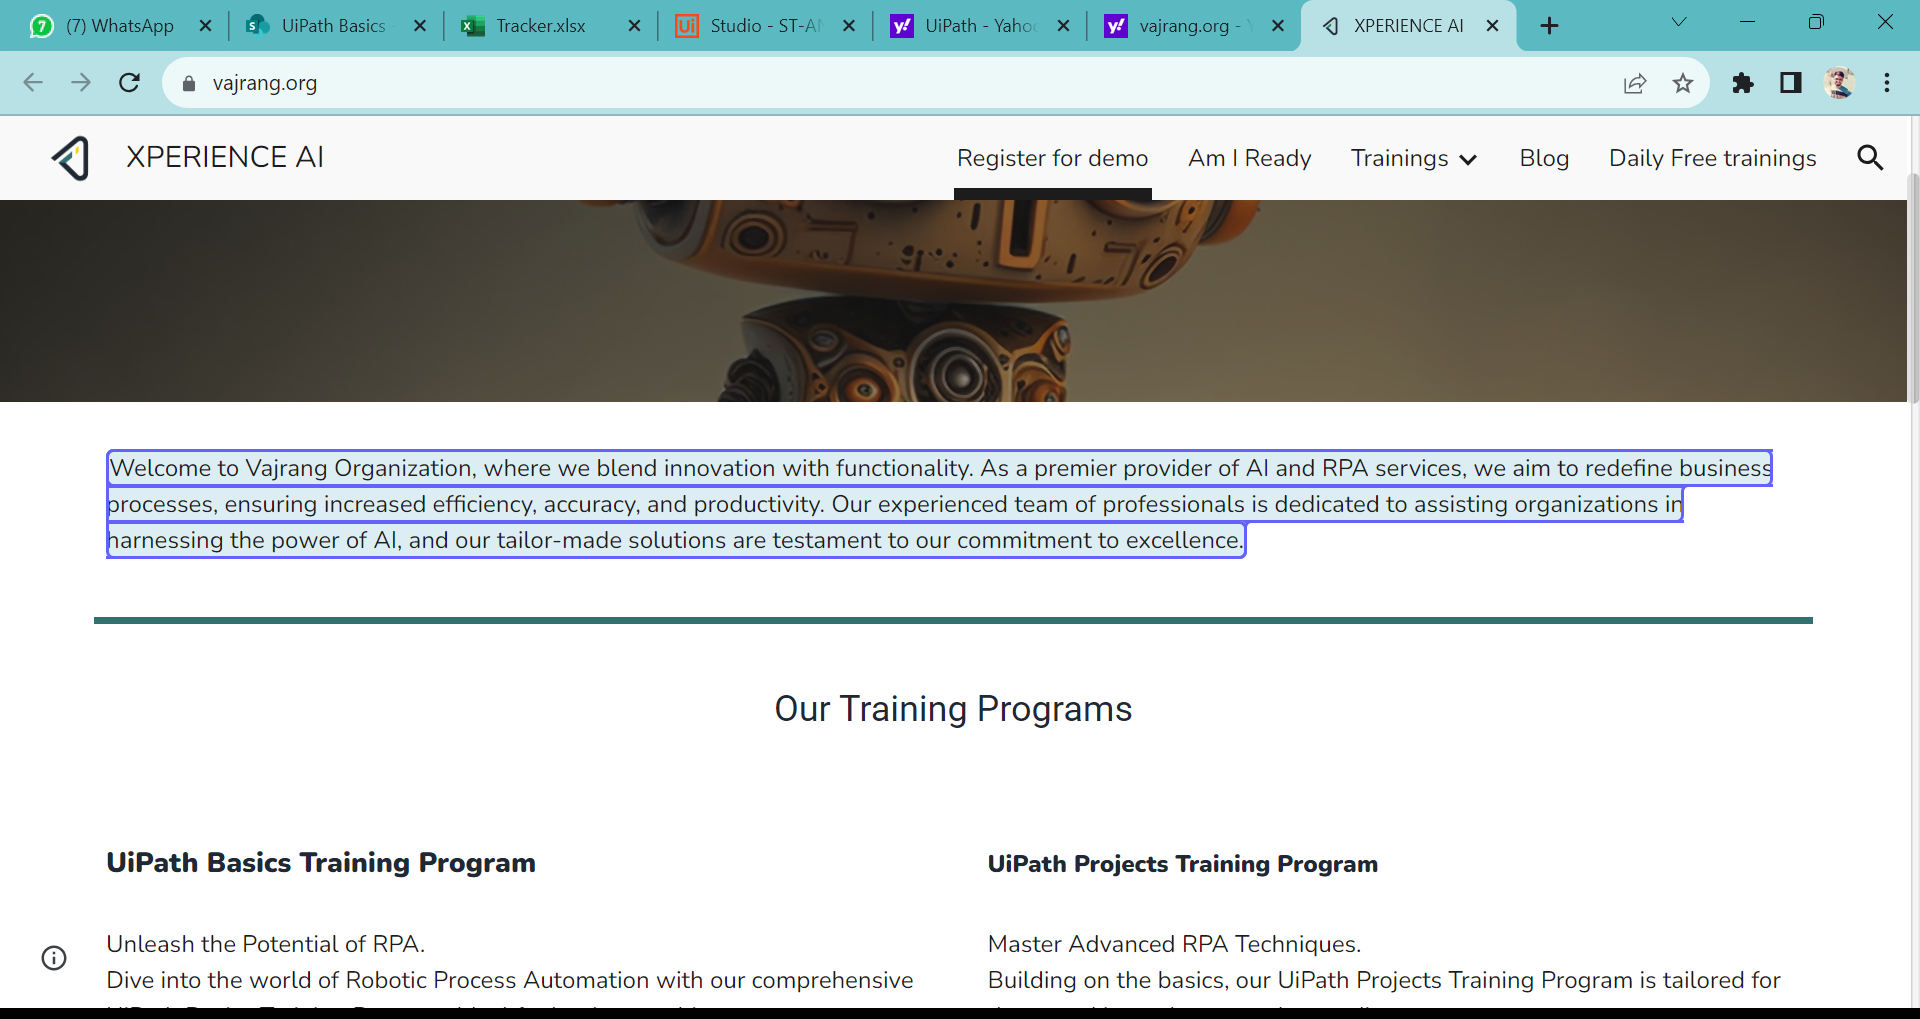 (7) WhatsApp
UiPath Basics
Tracker.xlsx
Studio - ST-A
UiPath - Yaho
vajrang.org -
XPERIENCE AI
vajrang.org
XPERIENCE AI
Register for demo
Am I Ready
Trainings
Blog
Daily Free trainings
Welcome to Vajrang Organization, where we blend innovation with functionality. As a premier provider of AI and RPA services, we aim to redefine business
processes, ensuring increased efficiency, accuracy, and productivity. Our experienced team of professionals is dedicated to assisting organizations in
harnessing the power of AI, and our tailor-made solutions are testament to our commitment to excellence.
Our Training Programs
UiPath Basics Training Program
Unleash the Potential of RPA.
Dive into the world of Robotic Process Automation with our comprehensive
UiPath Projects Training Program
Master Advanced RPA Techniques.
Building on the basics, our UiPath Projects Training Program is tailored for